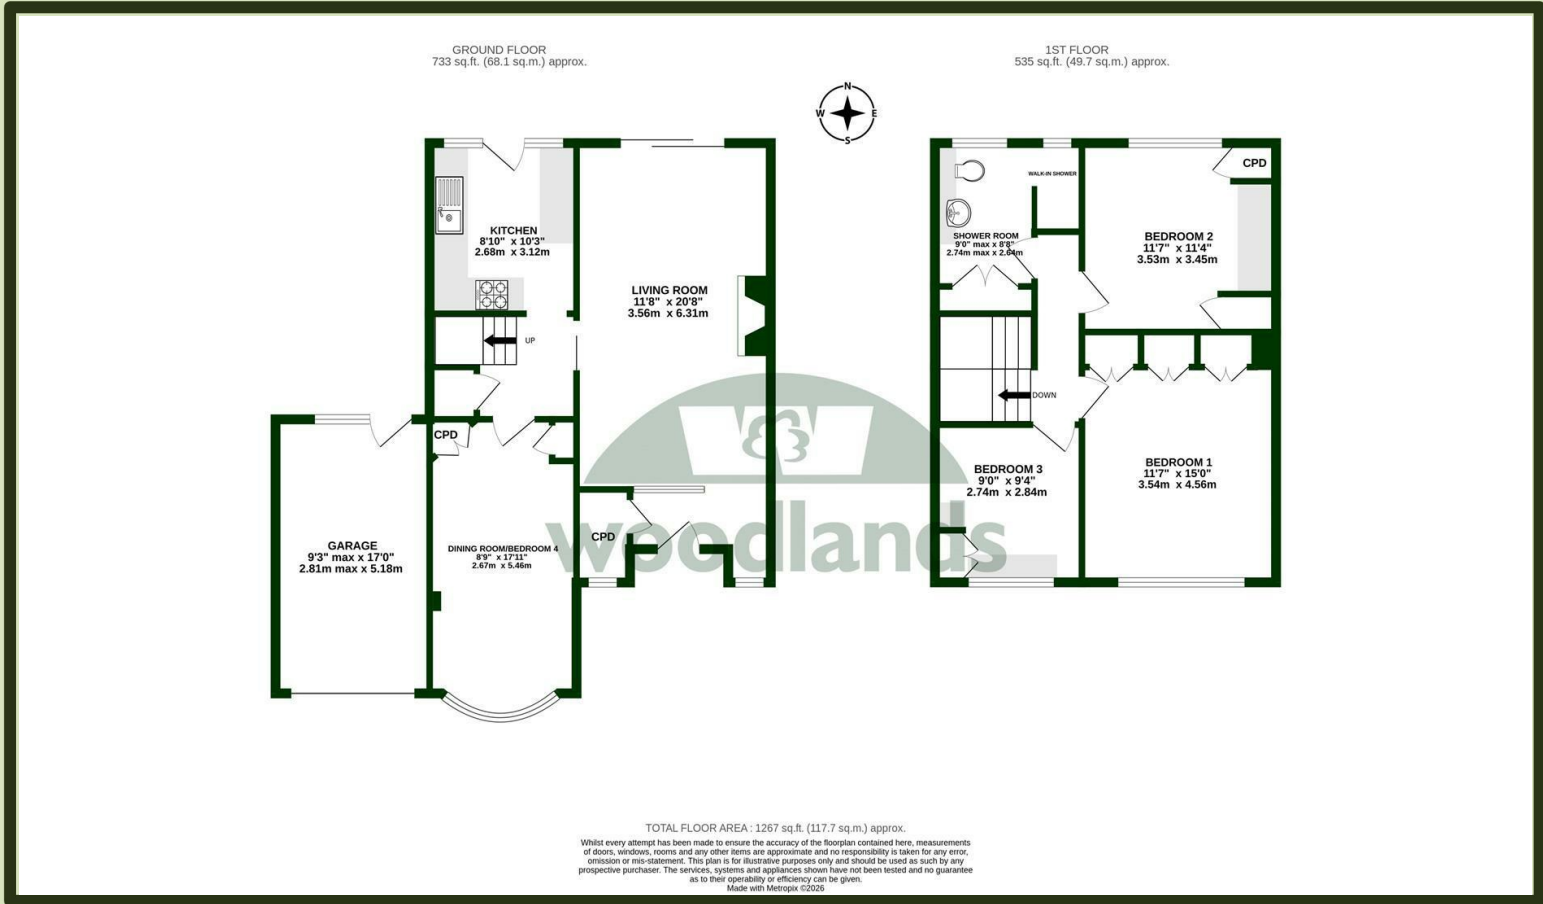 GROUND FLOOR
733 sq.ft. (68.1 sq.m.) approx.
1ST FLOOR
535 sq.ft. (49.7 sq.m.) approx.
N
W E
S
KITCHEN
8'10" x 10'3"
2.68m x 3.12m
LIVING ROOM
11'8" x 20'8"
3.56m x 6.31m
UP
CPD
GARAGE
9'3" max x 17'0"
2.81m max x 5.18m
DINING ROOM/BEDROOM 4
8'9" x 17'11"
2.67m x 5.46m
CPD
WALK-IN SHOWER
CPD
SHOWER ROOM
9'0" max x 8'8"
2.74m max x 2.64m
BEDROOM 2
11'7" x 11'4"
3.53m x 3.45m
DOWN
BEDROOM 3
9'0" x 9'4"
2.74m x 2.84m
BEDROOM 1
11'7" x 15'0"
3.54m x 4.56m
woodlands
TOTAL FLOOR AREA : 1267 sq.ft. (117.7 sq.m.) approx.
Whilst every attempt has been made to ensure the accuracy of the floorplan contained here, measurements
of doors, windows, rooms and any other items are approximate and no responsibility is taken for any error,
omission or mis-statement. This plan is for illustrative purposes only and should be used as such by any
prospective purchaser. The services, systems and appliances shown have not been tested and no guarantee
as to their operability or efficiency can be given.
Made with Metropix ©2026